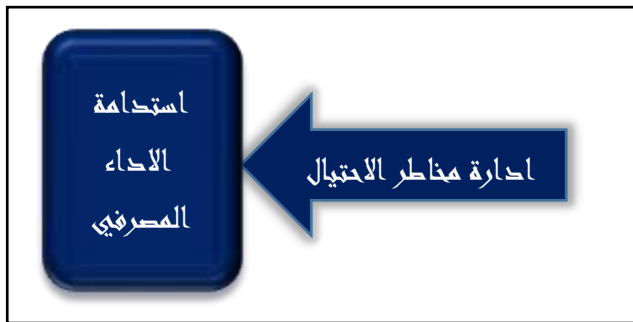 ادارة مخاطر الاحتيال
استدامة
الاداء
المصرفي